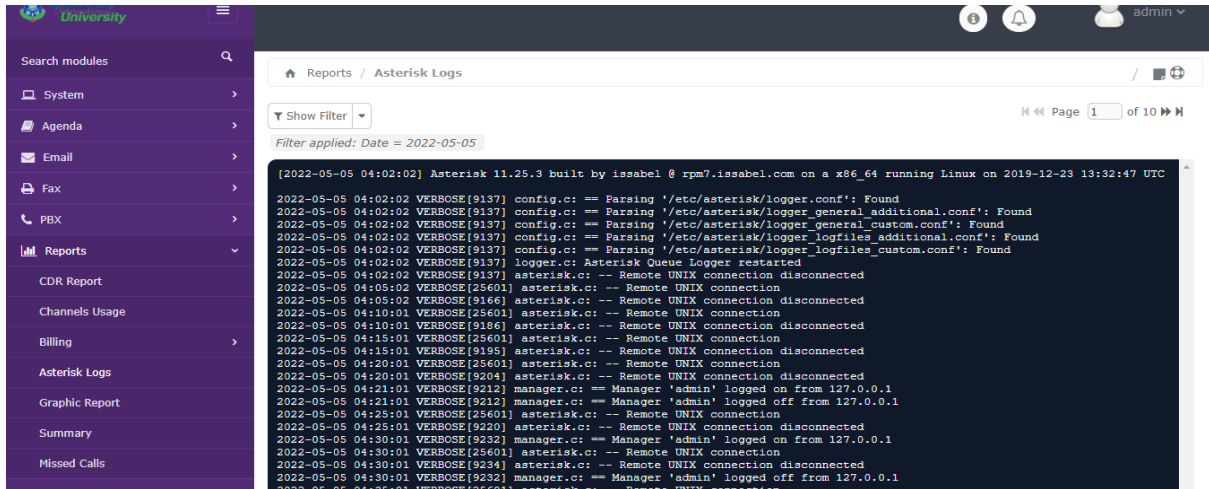 University
admin
Search modules
System
Agenda
Email
Fax
PBX
Reports
CDR Report
Channels Usage
Billing
Asterisk Logs
Graphic Report
Summary
Missed Calls
Reports / Asterisk Logs /
Show Filter
Page 1 of 10
Filter applied: Date = 2022-05-05
[2022-05-05 04:02:02] Asterisk 11.25.3 built by issabel @ rpm7.issabel.com on a x86_64 running Linux on 2019-12-23 13:32:47 UTC
2022-05-05 04:02:02 VERBOSE[9137] config.c: == Parsing '/etc/asterisk/logger.conf': Found
2022-05-05 04:02:02 VERBOSE[9137] config.c: == Parsing '/etc/asterisk/logger_general_additional.conf': Found
2022-05-05 04:02:02 VERBOSE[9137] config.c: == Parsing '/etc/asterisk/logger_general_custom.conf': Found
2022-05-05 04:02:02 VERBOSE[9137] config.c: == Parsing '/etc/asterisk/logger_logfiles_additional.conf': Found
2022-05-05 04:02:02 VERBOSE[9137] config.c: == Parsing '/etc/asterisk/logger_logfiles_custom.conf': Found
2022-05-05 04:02:02 VERBOSE[9137] logger.c: Asterisk Queue Logger restarted
2022-05-05 04:02:02 VERBOSE[9137] asterisk.c: -- Remote UNIX connection disconnected
2022-05-05 04:05:02 VERBOSE[25601] asterisk.c: -- Remote UNIX connection
2022-05-05 04:05:02 VERBOSE[9166] asterisk.c: -- Remote UNIX connection disconnected
2022-05-05 04:10:01 VERBOSE[25601] asterisk.c: -- Remote UNIX connection
2022-05-05 04:10:01 VERBOSE[9186] asterisk.c: -- Remote UNIX connection disconnected
2022-05-05 04:15:01 VERBOSE[25601] asterisk.c: -- Remote UNIX connection
2022-05-05 04:15:01 VERBOSE[9195] asterisk.c: -- Remote UNIX connection disconnected
2022-05-05 04:20:01 VERBOSE[25601] asterisk.c: -- Remote UNIX connection
2022-05-05 04:20:01 VERBOSE[9204] asterisk.c: -- Remote UNIX connection disconnected
2022-05-05 04:21:01 VERBOSE[9212] manager.c: == Manager 'admin' logged on from 127.0.0.1
2022-05-05 04:21:01 VERBOSE[9212] manager.c: == Manager 'admin' logged off from 127.0.0.1
2022-05-05 04:25:01 VERBOSE[25601] asterisk.c: -- Remote UNIX connection
2022-05-05 04:25:01 VERBOSE[9220] asterisk.c: -- Remote UNIX connection disconnected
2022-05-05 04:30:01 VERBOSE[9232] manager.c: == Manager 'admin' logged on from 127.0.0.1
2022-05-05 04:30:01 VERBOSE[25601] asterisk.c: -- Remote UNIX connection
2022-05-05 04:30:01 VERBOSE[9234] asterisk.c: -- Remote UNIX connection disconnected
2022-05-05 04:30:01 VERBOSE[9232] manager.c: == Manager 'admin' logged off from 127.0.0.1